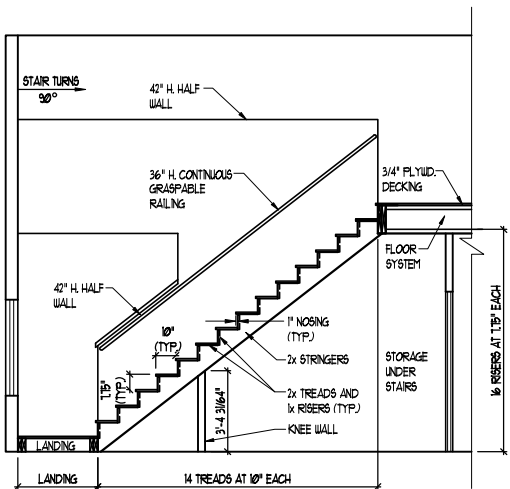 STAIR TURNS
90°
42" H. HALF
WALL
36" H. CONTINUOUS
GRASPABLE
RAILING
3/4" PLYWD.
DECKING
FLOOR
SYSTEM
42" H. HALF
WALL
10"
(TYP.)
7.75"
(TYP.)
1" NOSING
(TYP.)
2x STRINGERS
2x TREADS AND
1x RISERS (TYP.)
KNEE WALL
3'-4 31/64"
STORAGE
UNDER
STAIRS
16 RISERS AT 7.75" EACH
LANDING
LANDING
14 TREADS AT 10" EACH